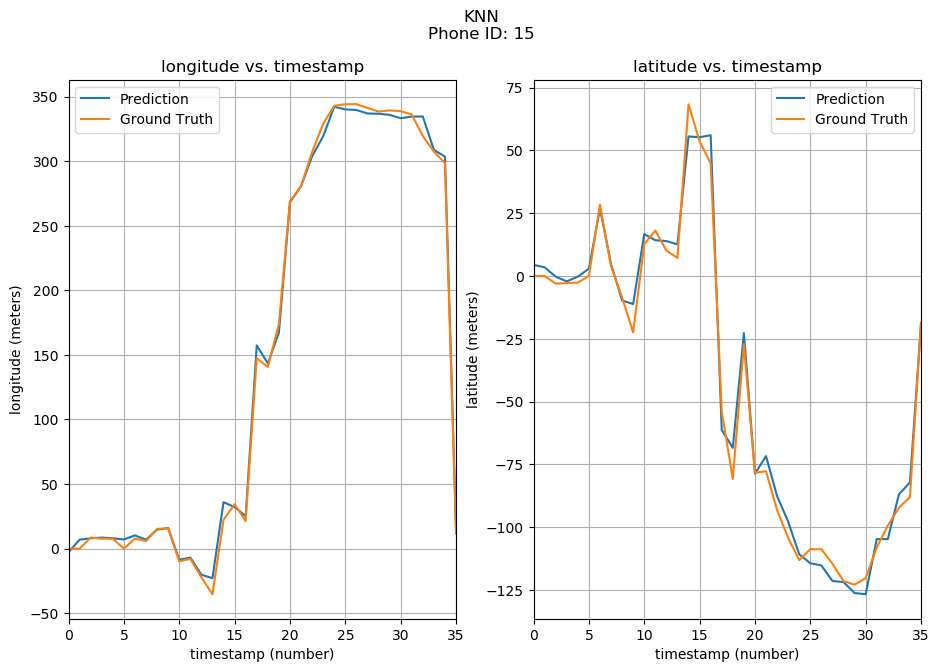 KNN
Phone ID: 15
longitude vs. timestamp
Prediction
Ground Truth
350
300
250
200
150
100
50
0
−50
longitude (meters)
0 5 10 15 20 25 30 35
timestamp (number)
latitude vs. timestamp
Prediction
Ground Truth
75
50
25
0
−25
−50
−75
−100
−125
latitude (meters)
0 5 10 15 20 25 30 35
timestamp (number)